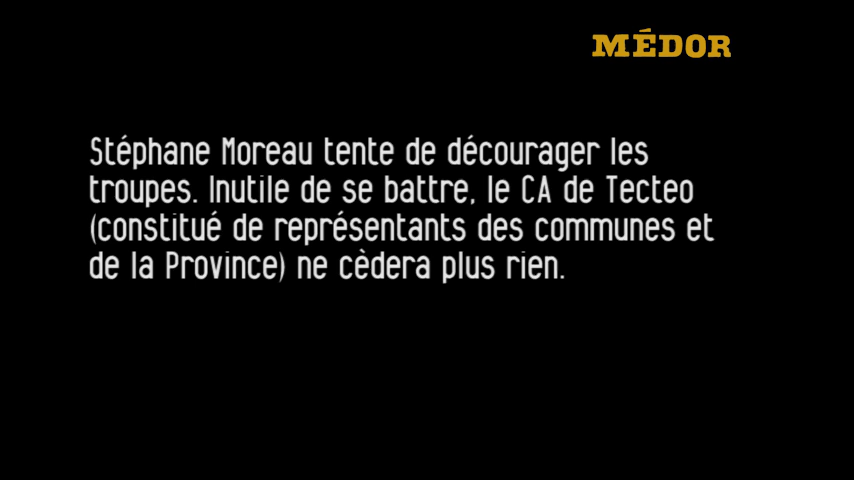 MÉDOR
Stéphane Moreau tente de décourager les
troupes. Inutile de se battre, le CA de Tecteo
(constitué de représentants des communes et
de la Province) ne cèdera plus rien.